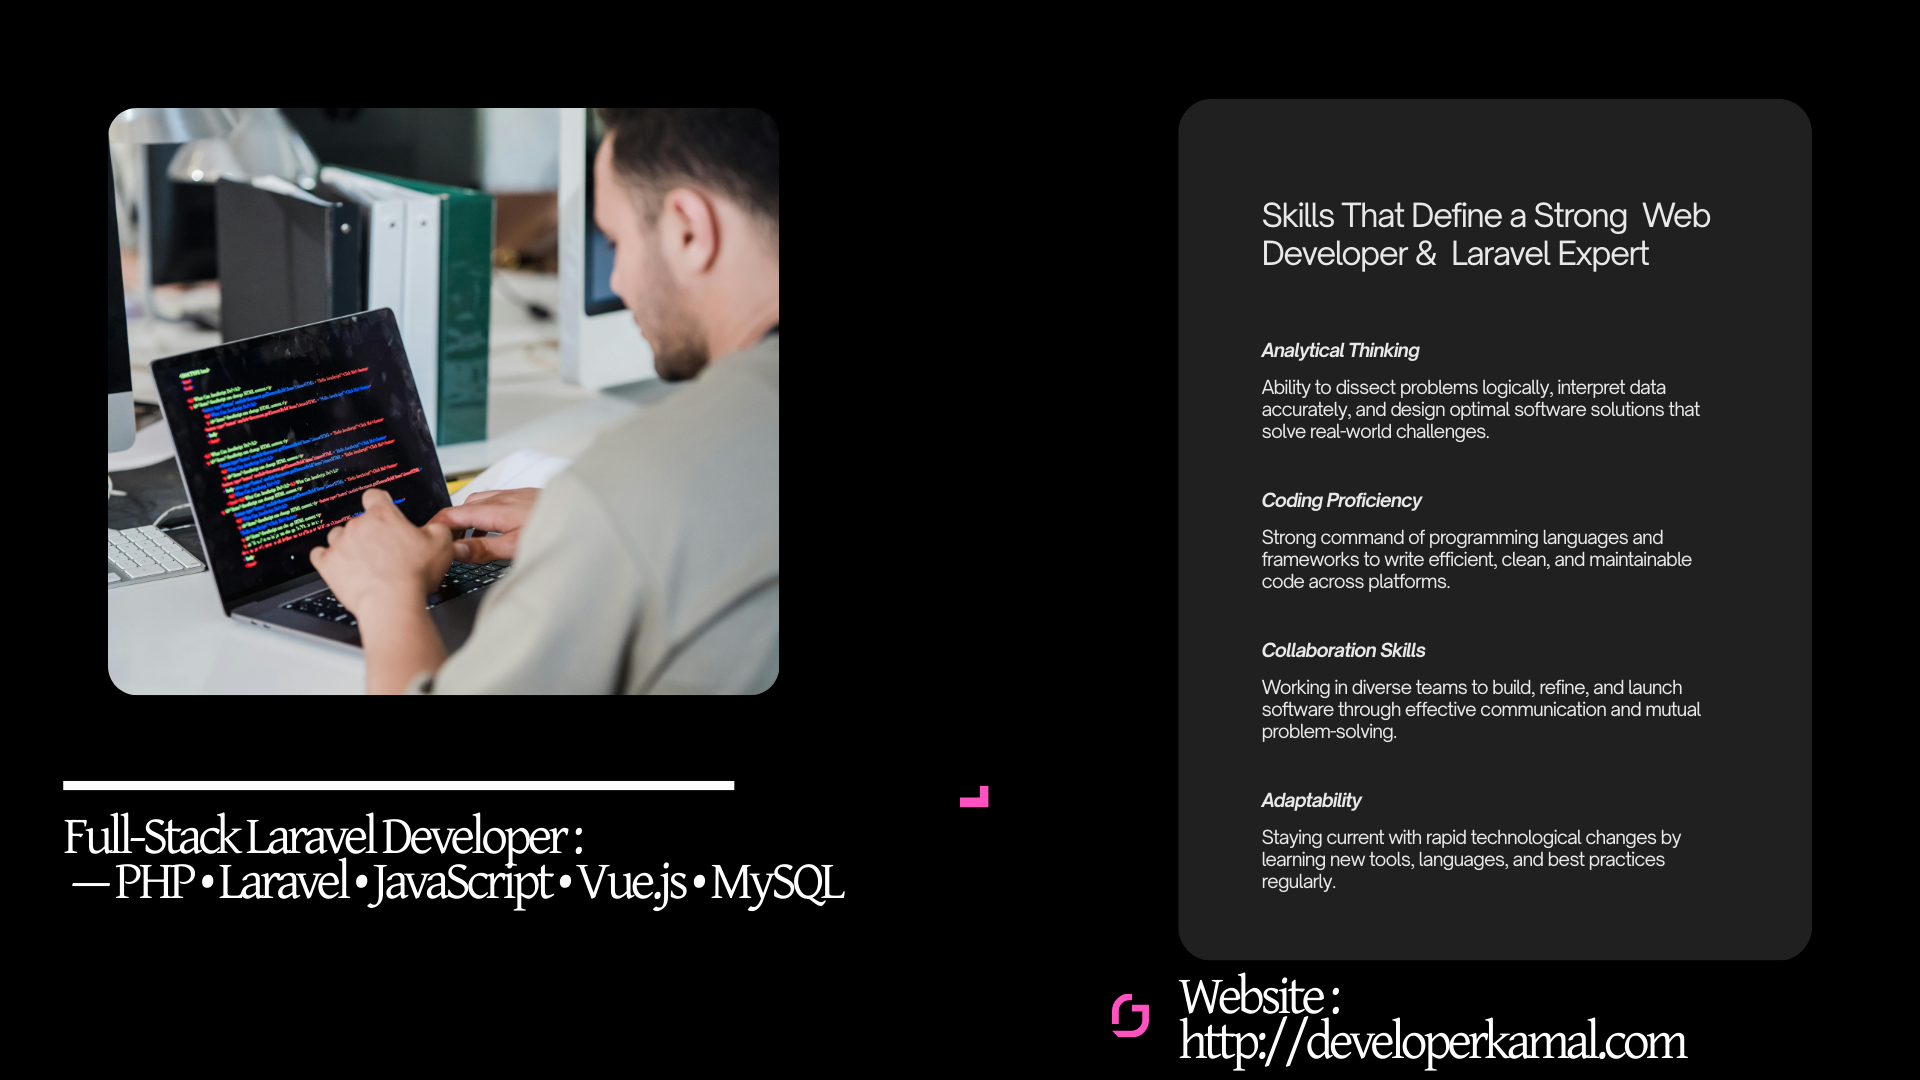 Full-Stack Laravel Developer :
— PHP • Laravel • JavaScript • Vue.js • MySQL
Skills That Define a Strong Web
Developer & Laravel Expert
Analytical Thinking
Ability to dissect problems logically, interpret data
accurately, and design optimal software solutions that
solve real-world challenges.
Coding Proficiency
Strong command of programming languages and
frameworks to write efficient, clean, and maintainable
code across platforms.
Collaboration Skills
Working in diverse teams to build, refine, and launch
software through effective communication and mutual
problem-solving.
Adaptability
Staying current with rapid technological changes by
learning new tools, languages, and best practices
regularly.
Website :
http://developerkamal.com